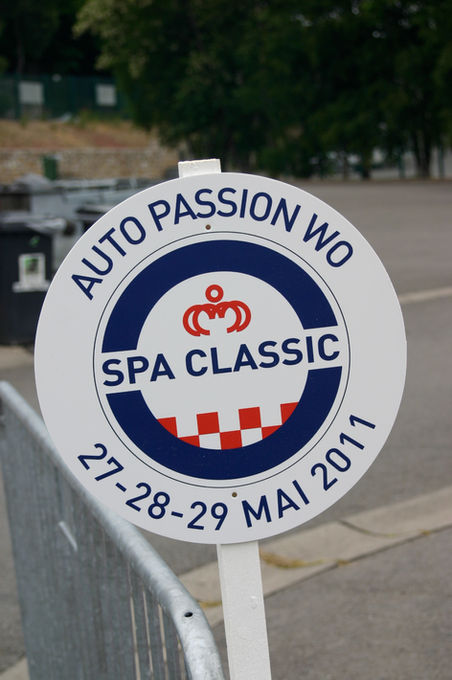 AUTO PASSION WO
SPA CLASSIC
27-28-29 MAI 2011